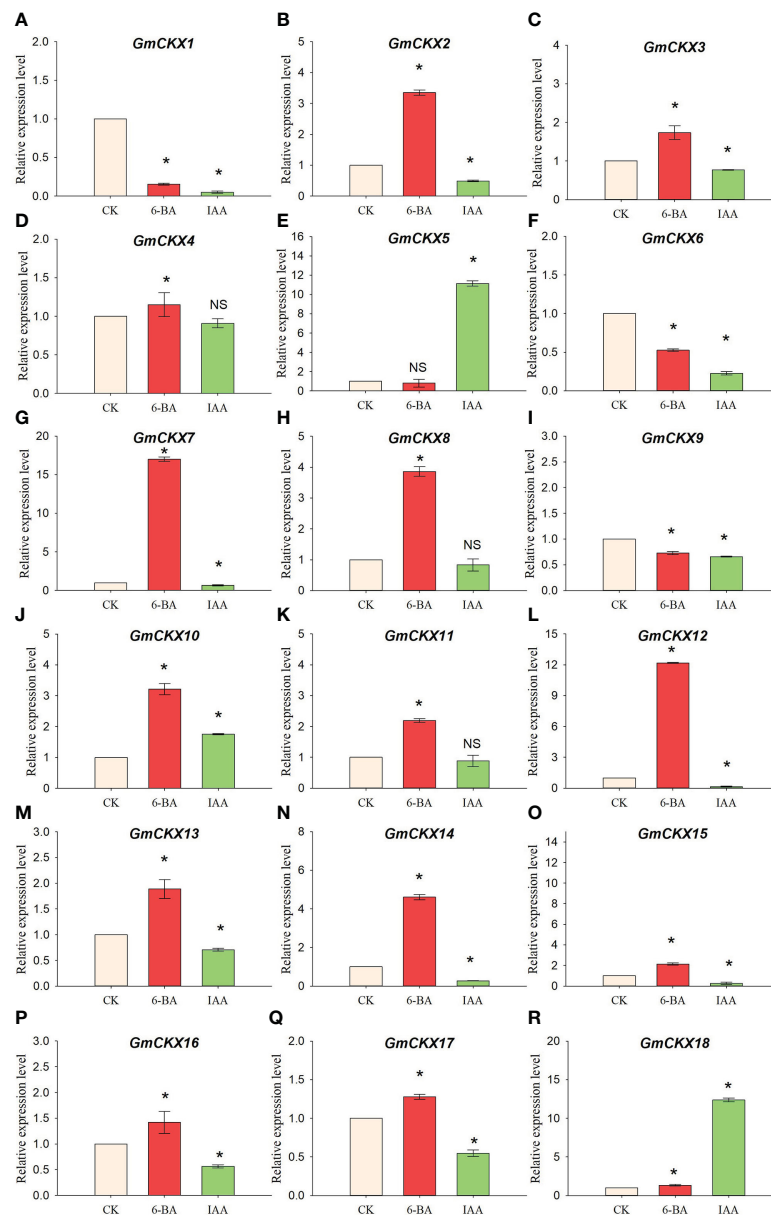 A
GmCKX1
Relative expression level
2.0
1.5
1.0
0.5
0.0
*
*
CK
6-BA
IAA
B
GmCKX2
Relative expression level
5
4
3
2
1
0
*
*
CK
6-BA
IAA
C
GmCKX3
Relative expression level
4
3
2
1
0
*
*
CK
6-BA
IAA
D
GmCKX4
Relative expression level
2.0
1.5
1.0
0.5
0.0
*
NS
CK
6-BA
IAA
E
GmCKX5
Relative expression level
16
14
12
10
8
6
4
2
0
NS
*
CK
6-BA
IAA
F
GmCKX6
Relative expression level
2.0
1.5
1.0
0.5
0.0
*
*
CK
6-BA
IAA
G
GmCKX7
Relative expression level
20
15
10
5
0
*
*
CK
6-BA
IAA
H
GmCKX8
Relative expression level
5
4
3
2
1
0
*
NS
CK
6-BA
IAA
I
GmCKX9
Relative expression level
3.0
2.5
2.0
1.5
1.0
0.5
0.0
*
*
CK
6-BA
IAA
J
GmCKX10
Relative expression level
5
4
3
2
1
0
*
*
CK
6-BA
IAA
K
GmCKX11
Relative expression level
5
4
3
2
1
0
*
NS
CK
6-BA
IAA
L
GmCKX12
Relative expression level
15
12
9
6
3
0
*
*
CK
6-BA
IAA
M
GmCKX13
Relative expression level
3.0
2.5
2.0
1.5
1.0
0.5
0.0
*
*
CK
6-BA
IAA
N
GmCKX14
Relative expression level
8
6
4
2
0
*
*
CK
6-BA
IAA
O
GmCKX15
Relative expression level
14
12
10
8
6
4
2
0
*
*
CK
6-BA
IAA
P
GmCKX16
Relative expression level
3.0
2.5
2.0
1.5
1.0
0.5
0.0
*
*
CK
6-BA
IAA
Q
GmCKX17
Relative expression level
2.0
1.5
1.0
0.5
0.0
*
*
CK
6-BA
IAA
R
GmCKX18
Relative expression level
20
15
10
5
0
*
*
CK
6-BA
IAA